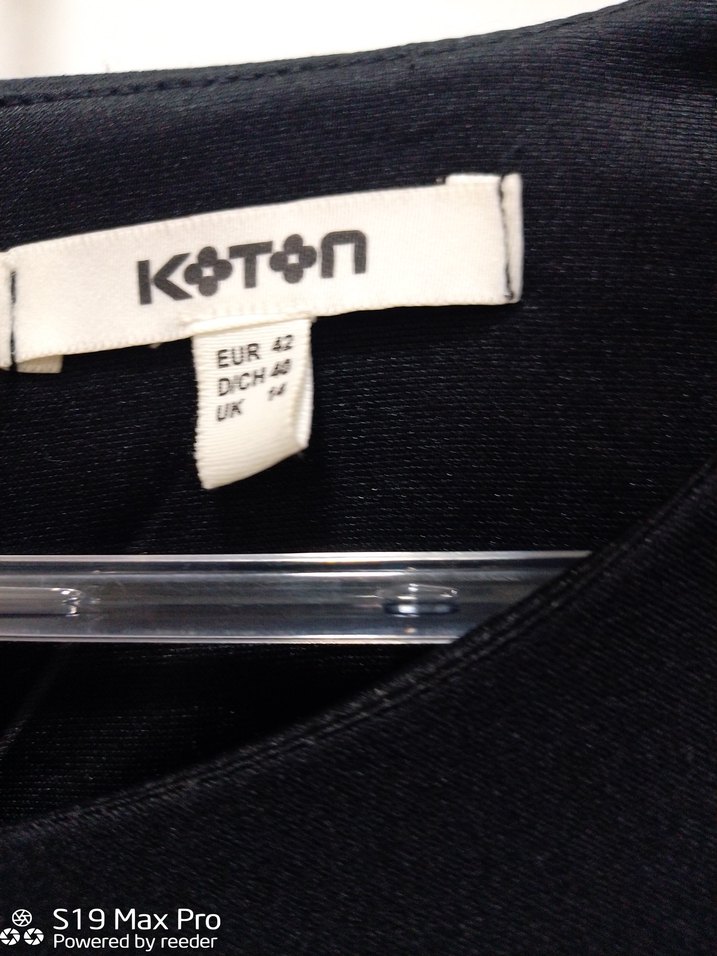 KOTON
EUR 42
D/CH 40
UK 14
S19 Max Pro
Powered by reeder